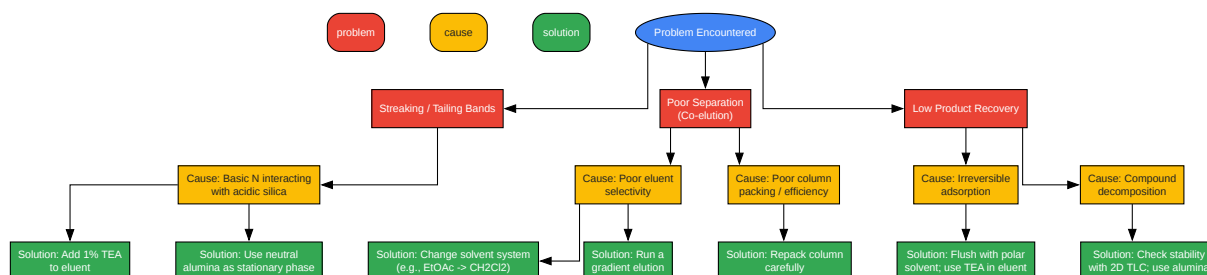 problem
cause
solution
Problem Encountered
Streaking / Tailing Bands
Poor Separation
(Co-elution)
Low Product Recovery
Cause: Basic N interacting
with acidic silica
Cause: Poor eluent
selectivity
Cause: Poor column
packing / efficiency
Cause: Irreversible
adsorption
Cause: Compound
decomposition
Solution: Add 1% TEA
to eluent
Solution: Use neutral
alumina as stationary phase
Solution: Change solvent system
(e.g., EtOAc -> CH2Cl2)
Solution: Run a
gradient elution
Solution: Repack column
carefully
Solution: Flush with polar
solvent; use TEA in eluent
Solution: Check stability
with 2D TLC; use alumina